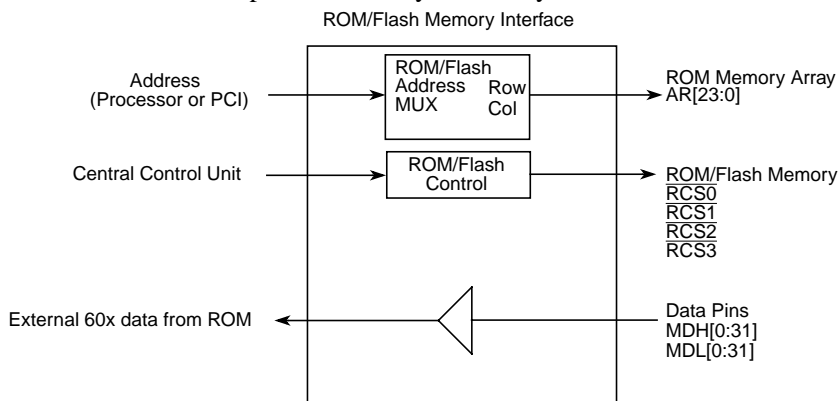 ROM/Flash Memory Interface
Address
(Processor or PCI)
ROM/Flash
Address Row
MUX Col
ROM Memory Array
AR[23:0]
Central Control Unit
ROM/Flash
Control
ROM/Flash Memory
RCS0
RCS1
RCS2
RCS3
External 60x data from ROM
Data Pins
MDH[0:31]
MDL[0:31]